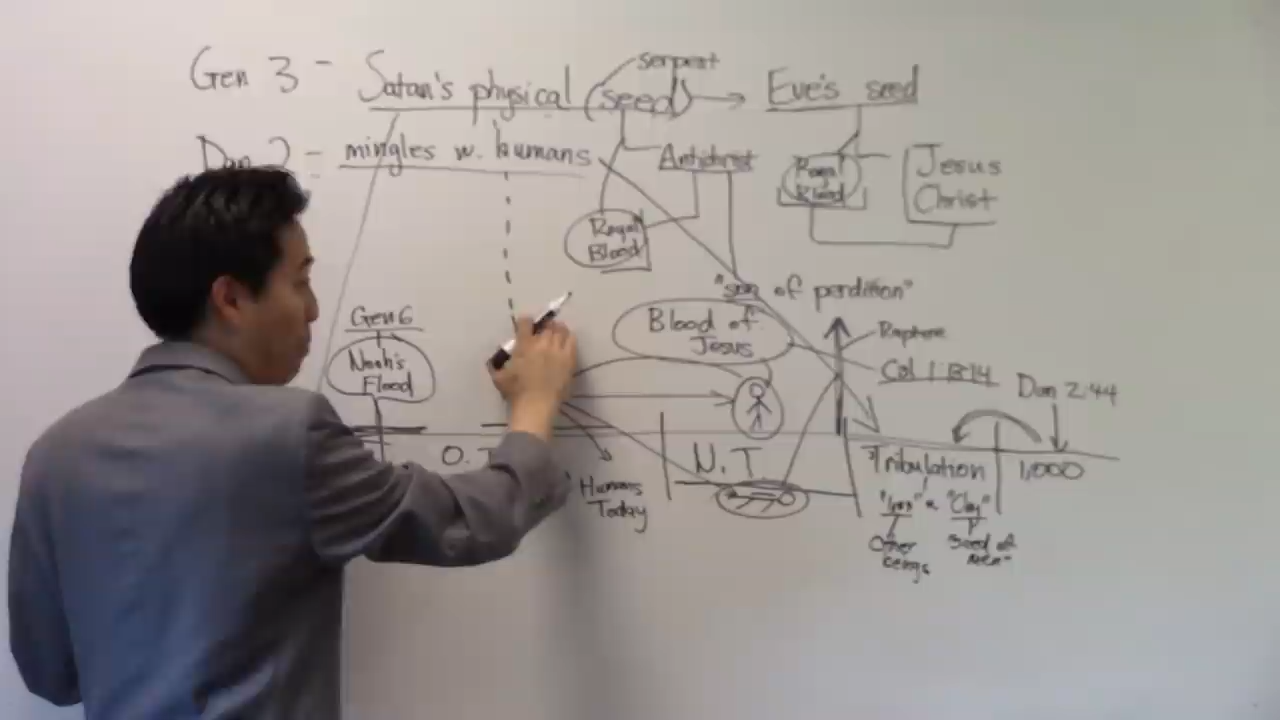 Gen 3 - Satan's physical (seed) → Eve's seed
serpent
Dan 2 = mingles w. humans
Antichrist
Royal
Blood
Royal
Blood
Jesus
Christ
"son of perdition"
Gen 6
Noah's
Flood
Blood of
Jesus
Rapture
Col 1:13-14
Dan 2:44
O.T
N.T
Tribulation
1,000
Humans
Today
"Iron" & "Clay"
Other
beings
"Seed of
men"